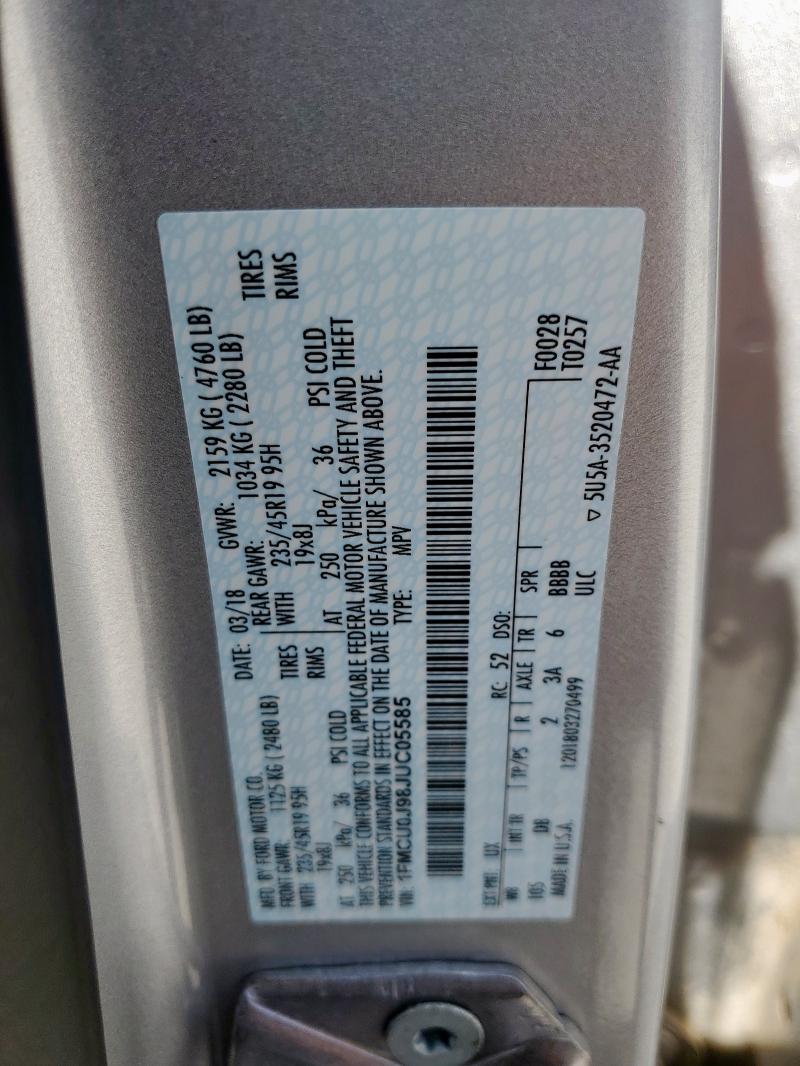 MFD. BY FORD MOTOR CO.
DATE: 03/18 GVWR: 2159 KG ( 4760 LB)
FRONT GAWR: 1125 KG ( 2480 LB)
REAR GAWR: 1034 KG ( 2280 LB)
WITH 235/45R19 95H TIRES
WITH 235/45R19 95H TIRES
19x8J RIMS
19x8J RIMS
AT 250 kPa/ 36 PSI COLD
AT 250 kPa/ 36 PSI COLD
THIS VEHICLE CONFORMS TO ALL APPLICABLE FEDERAL MOTOR VEHICLE SAFETY AND THEFT
PREVENTION STANDARDS IN EFFECT ON THE DATE OF MANUFACTURE SHOWN ABOVE.
VIN: 1FMCU0J98JUC05585 TYPE: MPV
EXT PNT: UX RC: 52 DSO:
WB INT TR TP/PS R AXLE TR SPR F0028
105 DB 2 3A 6 BBBB T0257
MADE IN U.S.A. 1201803270499 ULC
▽ 5U5A-3520472-AA